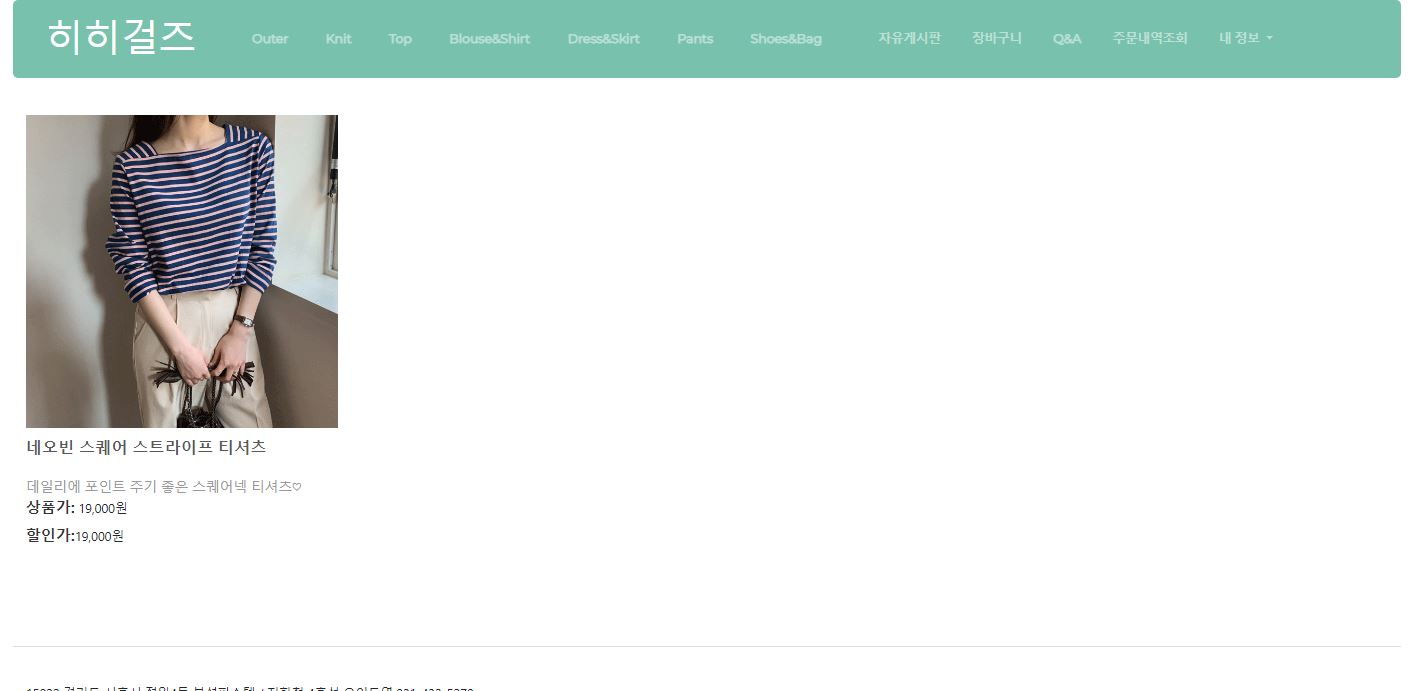 히히걸즈 Outer Knit Top Blouse&Shirt Dress&Skirt Pants Shoes&Bag 자유게시판 장바구니 Q&A 주문내역조회 내 정보
네오빈 스퀘어 스트라이프 티셔츠
데일리에 포인트 주기 좋은 스퀘어넥 티셔츠♡
상품가: 19,000원
할인가:19,000원